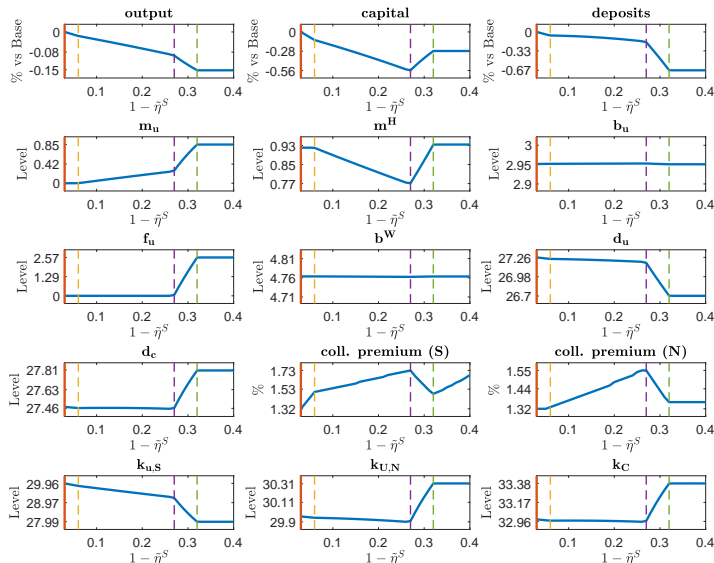 output capital deposits
% vs Base 0 -0.08 -0.15 % vs Base 0 -0.28 -0.56 % vs Base 0 -0.33 -0.67
0.1 0.2 0.3 0.4 0.1 0.2 0.3 0.4 0.1 0.2 0.3 0.4
1 − η̃^S 1 − η̃^S 1 − η̃^S
m_u m^H b_u
Level 0.85 0.42 0 Level 0.93 0.85 0.77 Level 3 2.95 2.9
0.1 0.2 0.3 0.4 0.1 0.2 0.3 0.4 0.1 0.2 0.3 0.4
1 − η̃^S 1 − η̃^S 1 − η̃^S
f_u b^W d_u
Level 2.57 1.29 0 Level 4.81 4.76 4.71 Level 27.26 26.98 26.7
0.1 0.2 0.3 0.4 0.1 0.2 0.3 0.4 0.1 0.2 0.3 0.4
1 − η̃^S 1 − η̃^S 1 − η̃^S
d_c coll. premium (S) coll. premium (N)
Level 27.81 27.63 27.46 % 1.73 1.53 1.32 % 1.55 1.44 1.32
0.1 0.2 0.3 0.4 0.1 0.2 0.3 0.4 0.1 0.2 0.3 0.4
1 − η̃^S 1 − η̃^S 1 − η̃^S
k_u,S k_U,N k_C
Level 29.96 28.97 27.99 Level 30.31 30.11 29.9 Level 33.38 33.17 32.96
0.1 0.2 0.3 0.4 0.1 0.2 0.3 0.4 0.1 0.2 0.3 0.4
1 − η̃^S 1 − η̃^S 1 − η̃^S